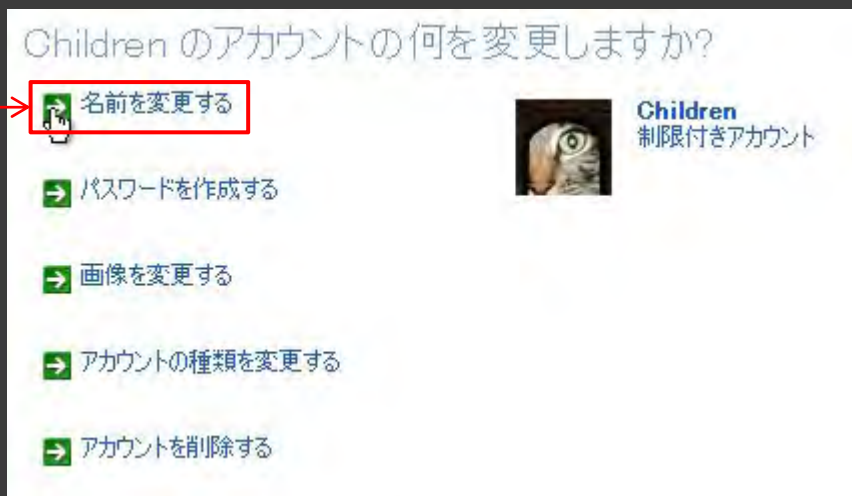 Children のアカウントの何を変更しますか?
名前を変更する
Children
制限付きアカウント
パスワードを作成する
画像を変更する
アカウントの種類を変更する
アカウントを削除する